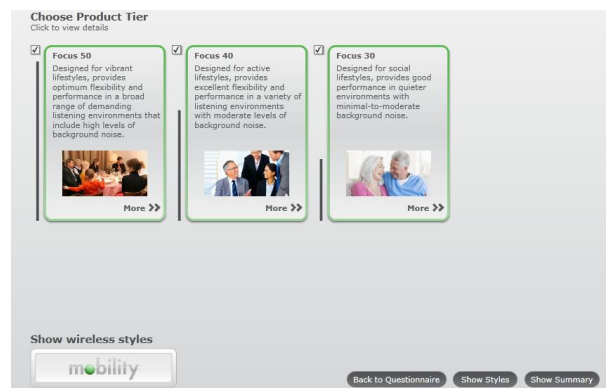 Choose Product Tier
Click to view details
Focus 50
Designed for vibrant
lifestyles, provides
optimum flexibility and
performance in a broad
range of demanding
listening environments that
include high levels of
background noise.
More
Focus 40
Designed for active
lifestyles, provides
excellent flexibility and
performance in a variety of
listening environments
with moderate levels of
background noise.
More
Focus 30
Designed for social
lifestyles, provides good
performance in quieter
environments with
minimal-to-moderate
background noise.
More
Show wireless styles
mobility
Back to Questionnaire
Show Styles
Show Summary